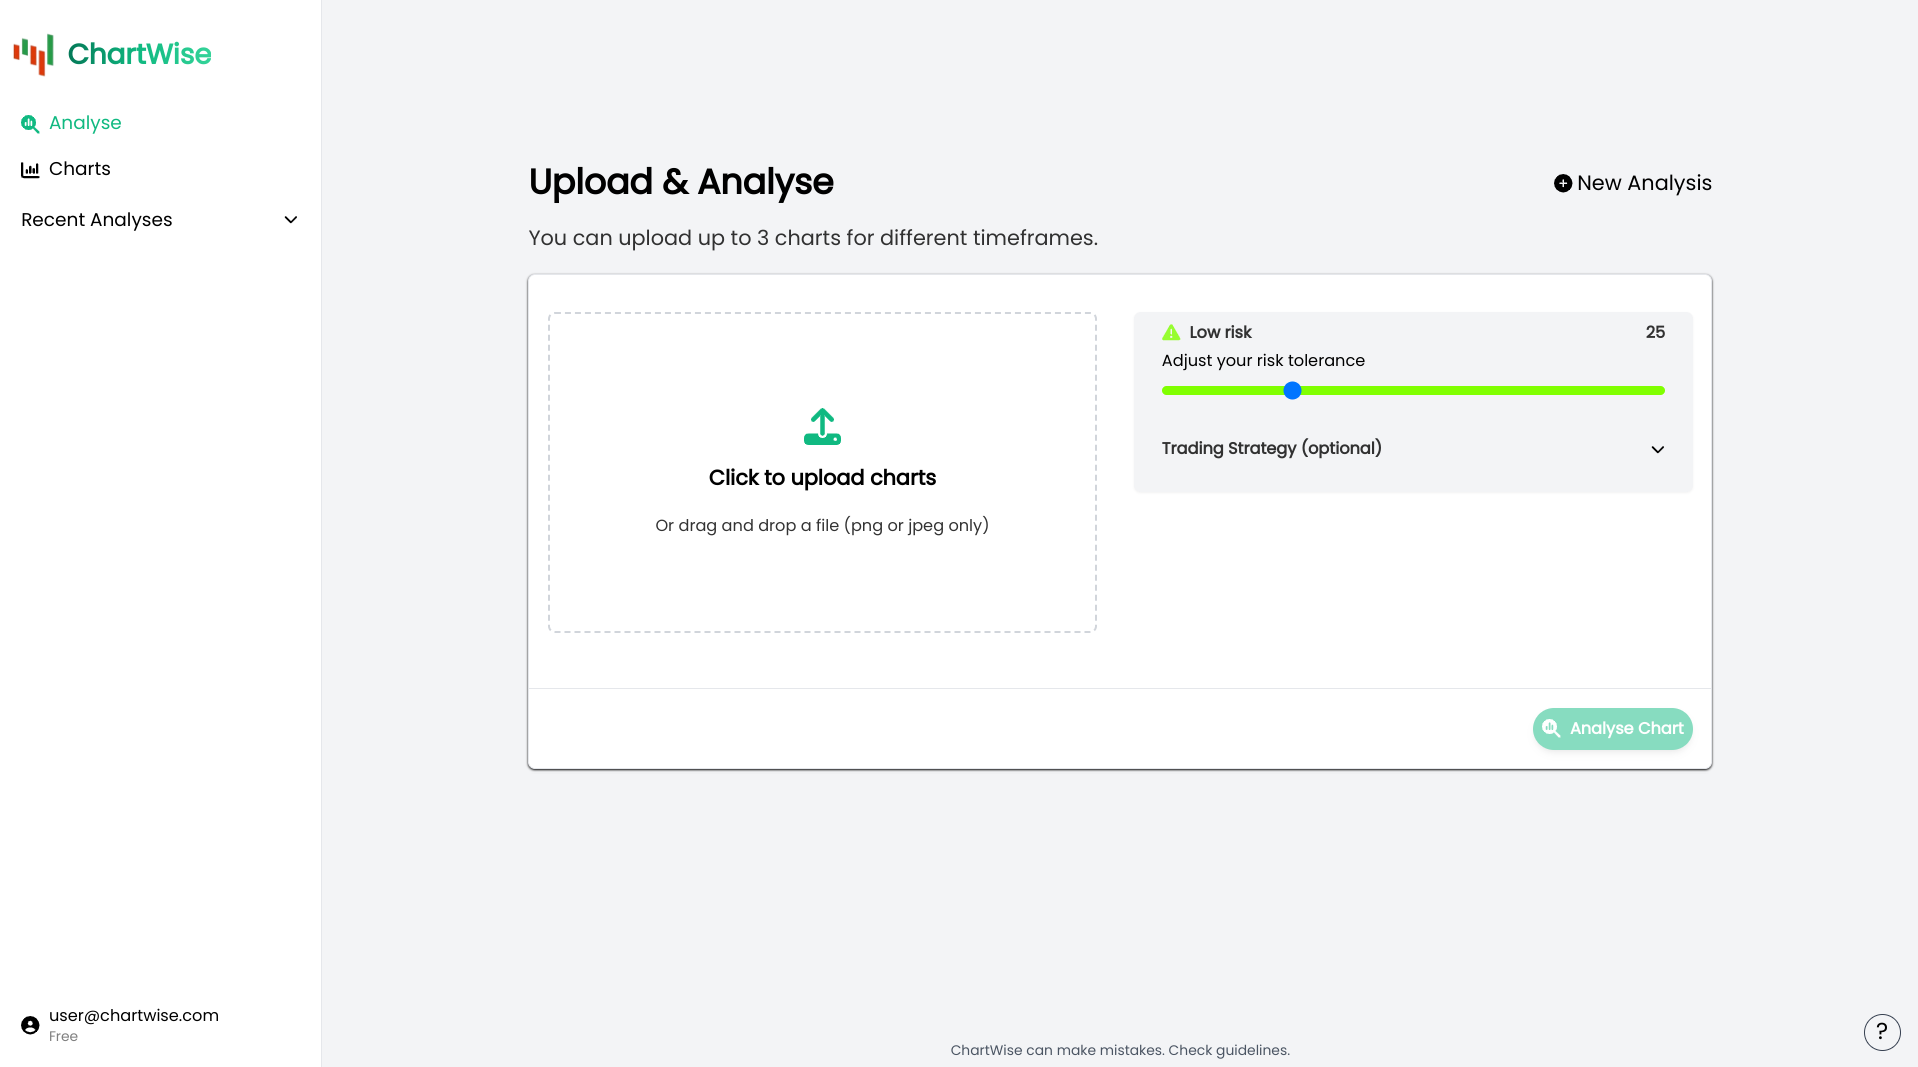 ChartWise
Analyse
Charts
Recent Analyses
Upload & Analyse
New Analysis
You can upload up to 3 charts for different timeframes.
Click to upload charts
Or drag and drop a file (png or jpeg only)
Low risk
25
Adjust your risk tolerance
Trading Strategy (optional)
Analyse Chart
user@chartwise.com
Free
ChartWise can make mistakes. Check guidelines.
?